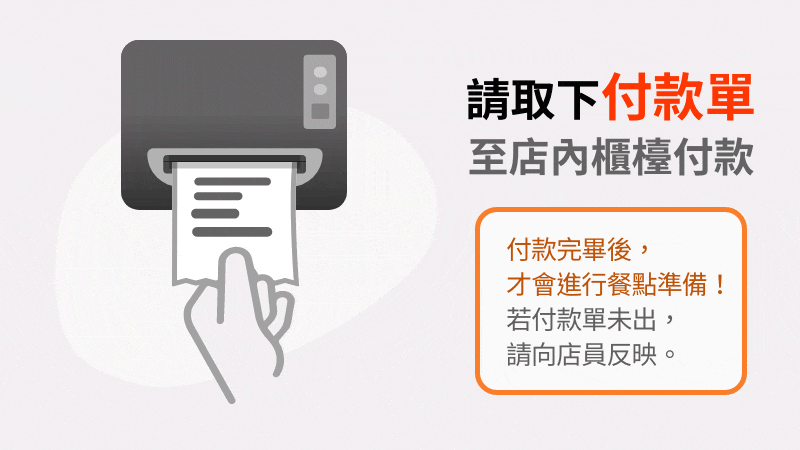 請取下付款單
至店內櫃檯付款
付款完畢後，
才會進行餐點準備！
若付款單未出，
請向店員反映。